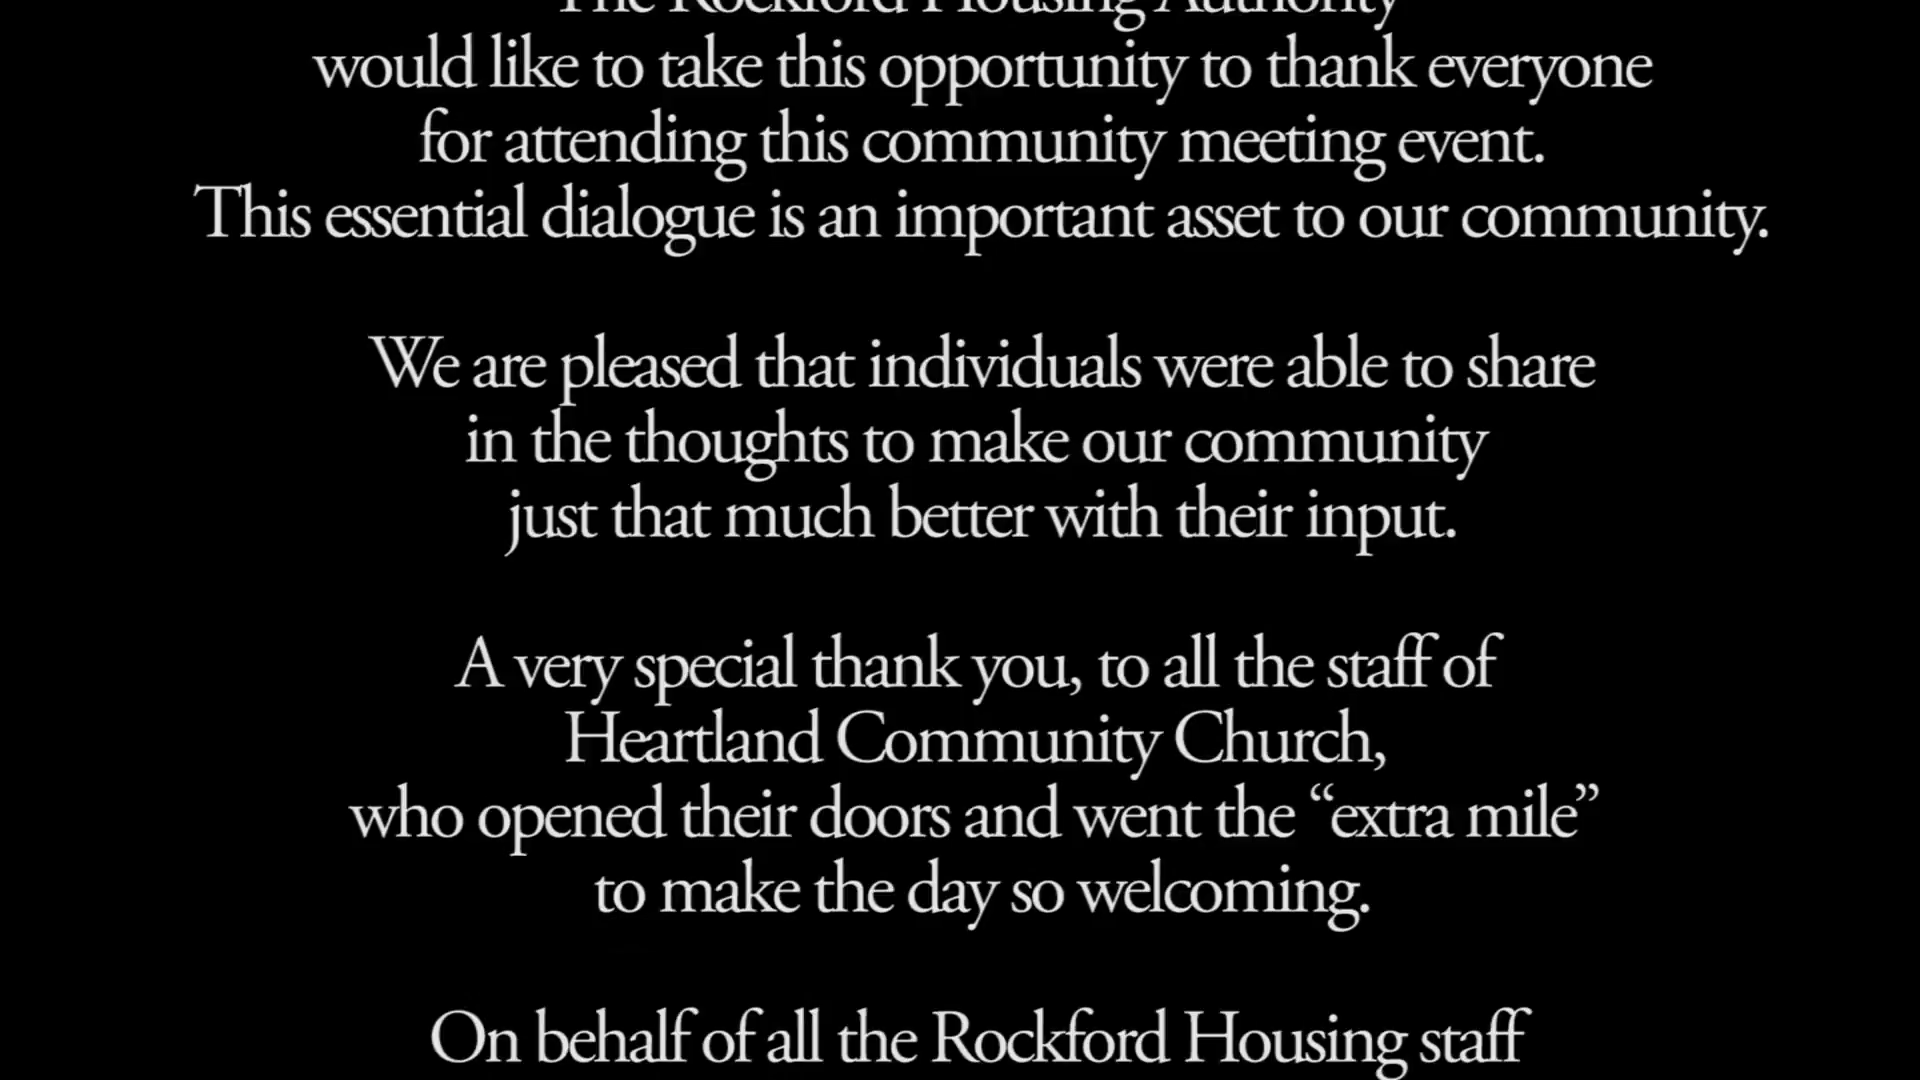 The Rockford Housing Authority
would like to take this opportunity to thank everyone
for attending this community meeting event.
This essential dialogue is an important asset to our community.
We are pleased that individuals were able to share
in the thoughts to make our community
just that much better with their input.
A very special thank you, to all the staff of
Heartland Community Church,
who opened their doors and went the “extra mile”
to make the day so welcoming.
On behalf of all the Rockford Housing staff